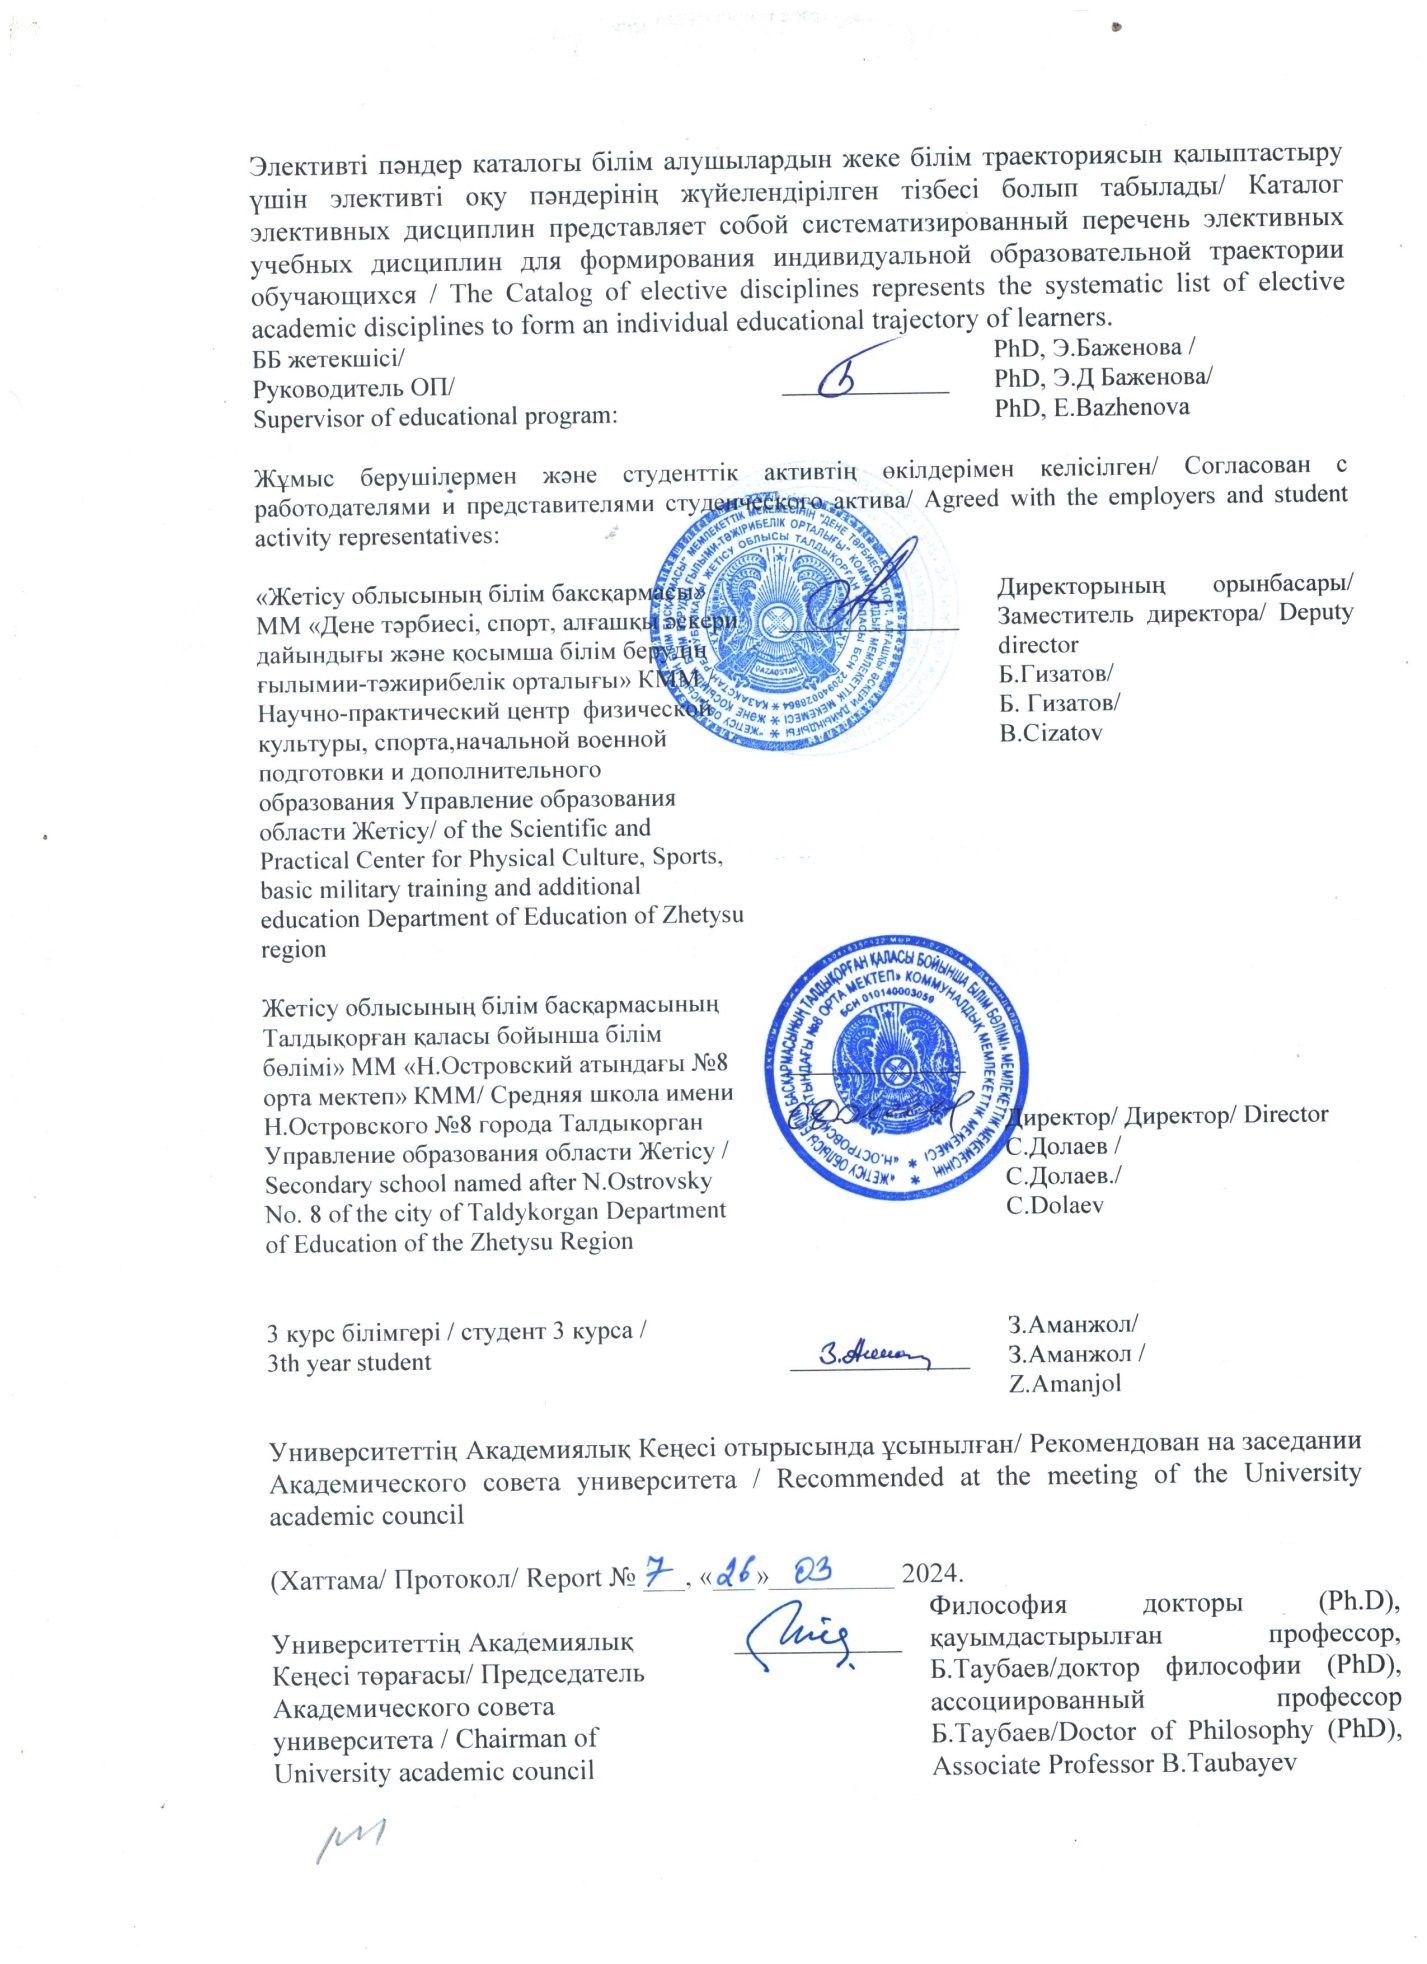 Элективті пәндер каталогы білім алушылардын жеке білім траекториясын қалыптастыру
үшін элективті оқу пәндерінің жүйелендірілген тізбесі болып табылады/ Каталог
элективных дисциплин представляет собой систематизированный перечень элективных
учебных дисциплин для формирования индивидуальной образовательной траектории
обучающихся / The Catalog of elective disciplines represents the systematic list of elective
academic disciplines to form an individual educational trajectory of learners.
ББ жетекшісі/
Руководитель ОП/
Supervisor of educational program:
PhD, Э.Баженова /
PhD, Э.Д Баженова/
PhD, E.Bazhenova
Жұмыс берушілермен және студенттік активтің өкілдерімен келісілген/ Согласован с
работодателями и представителями студенческого актива/ Agreed with the employers and student
activity representatives:
«Жетісу облысының білім баксқармасы»
ММ «Дене тәрбиесі, спорт, алғашқы әскери
дайындығы және қосымша білім берудің
ғылымии-тәжирибелік орталығы» КММ /
Научно-практический центр физической
культуры, спорта,начальной военной
подготовки и дополнительного
образования Управление образования
области Жетісу/ of the Scientific and
Practical Center for Physical Culture, Sports,
basic military training and additional
education Department of Education of Zhetysu
region
QAZAQSTAN
Директорының орынбасары/
Заместитель директора/ Deputy
director
Б.Гизатов/
Б. Гизатов/
B.Cizatov
Жетісу облысының білім басқармасының
Талдықорған қаласы бойынша білім
бөлімі» ММ «Н.Островский атындағы №8
орта мектеп» КММ/ Средняя школа имени
Н.Островского №8 города Талдыкорган
Управление образования области Жетісу /
Secondary school named after N.Ostrovsky
No. 8 of the city of Taldykorgan Department
of Education of the Zhetysu Region
БСН 010140003059
Директор/ Директор/ Director
С.Долаев /
С.Долаев./
C.Dolaev
3 курс білімгері / студент 3 курса /
3th year student
З.Аманжол/
З.Аманжол /
Z.Amanjol
Университеттің Академиялық Кеңесі отырысында ұсынылған/ Рекомендован на заседании
Академического совета университета / Recommended at the meeting of the University
academic council
(Хаттама/ Протокол/ Report № 7, «26» 03 2024.
Университеттің Академиялық
Кеңесі төрағасы/ Председатель
Академического совета
университета / Chairman of
University academic council
Философия докторы (Ph.D),
қауымдастырылған профессор,
Б.Таубаев/доктор философии (PhD),
ассоциированный профессор
Б.Таубаев/Doctor of Philosophy (PhD),
Associate Professor B.Taubayev